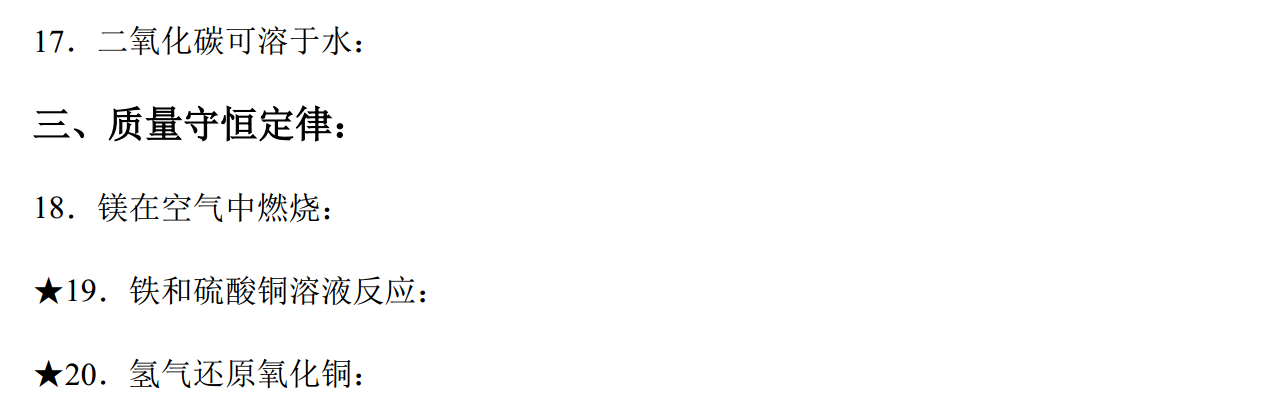 17．二氧化碳可溶于水：
三、质量守恒定律：
18．镁在空气中燃烧：
★19．铁和硫酸铜溶液反应：
★20．氢气还原氧化铜：